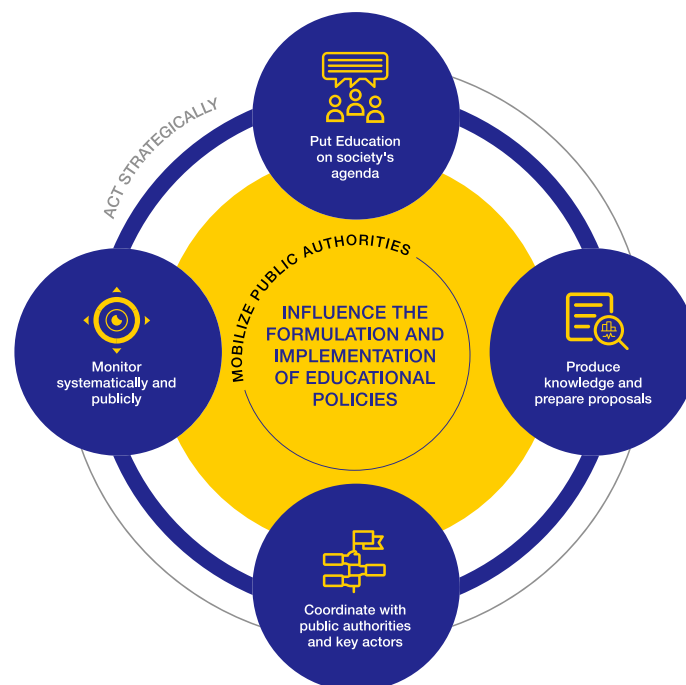 Put Education
on society's
agenda
ACT STRATEGICALLY
MOBILIZE PUBLIC AUTHORITIES
INFLUENCE THE
FORMULATION AND
IMPLEMENTATION
OF EDUCATIONAL
POLICIES
Monitor
systematically and
publicly
Produce
knowledge and
prepare proposals
Coordinate with
public authorities
and key actors